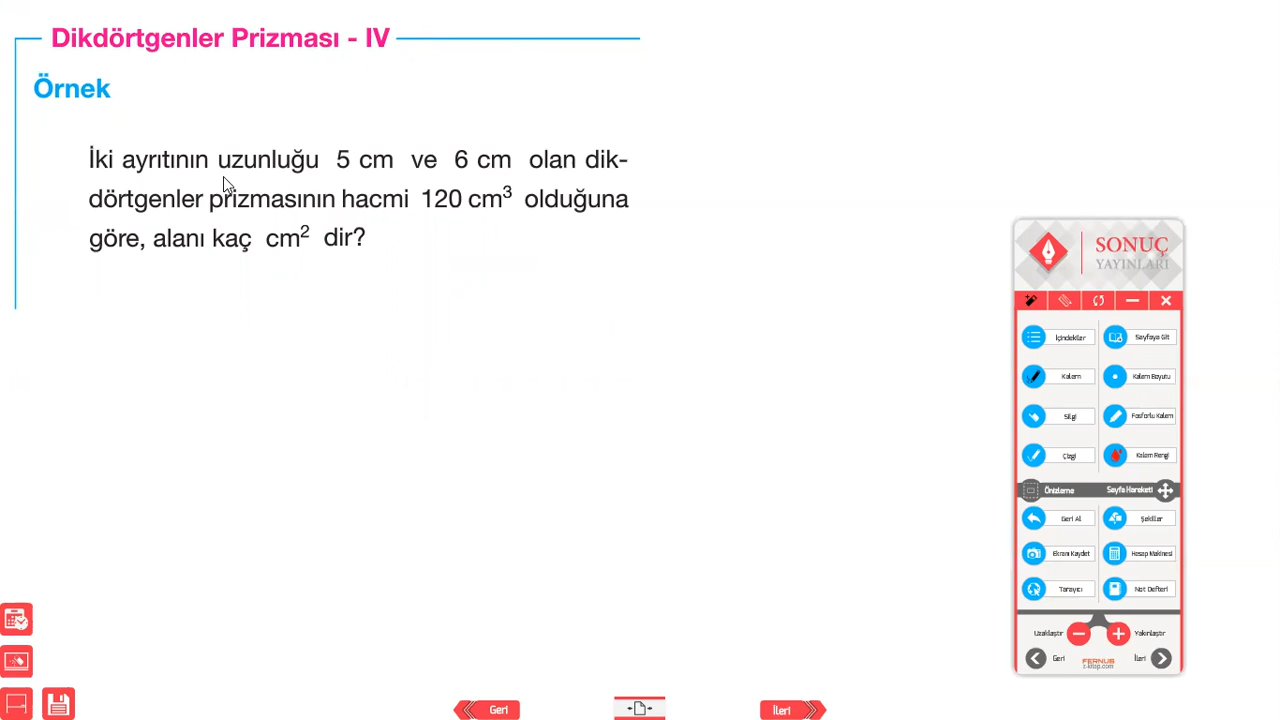 Dikdörtgenler Prizması - IV
Örnek
İki ayrıtının uzunluğu 5 cm ve 6 cm olan dik-
dörtgenler prizmasının hacmi 120 cm³ olduğuna
göre, alanı kaç cm² dir?
SONUÇ
YAYINLARI
İçindekiler
Sayfaya Git
Kalem
Kalem Boyutu
Silgi
Fosforlu Kalem
Çizgi
Kalem Rengi
Önizleme
Sayfa Hareketi
Geri Al
Şekiller
Ekranı Kaydet
Hesap Makinesi
Tarayıcı
Not Defteri
Uzaklaştır
Yakınlaştır
Geri
FERNUS
z-kitap.com
İleri
Geri
İleri